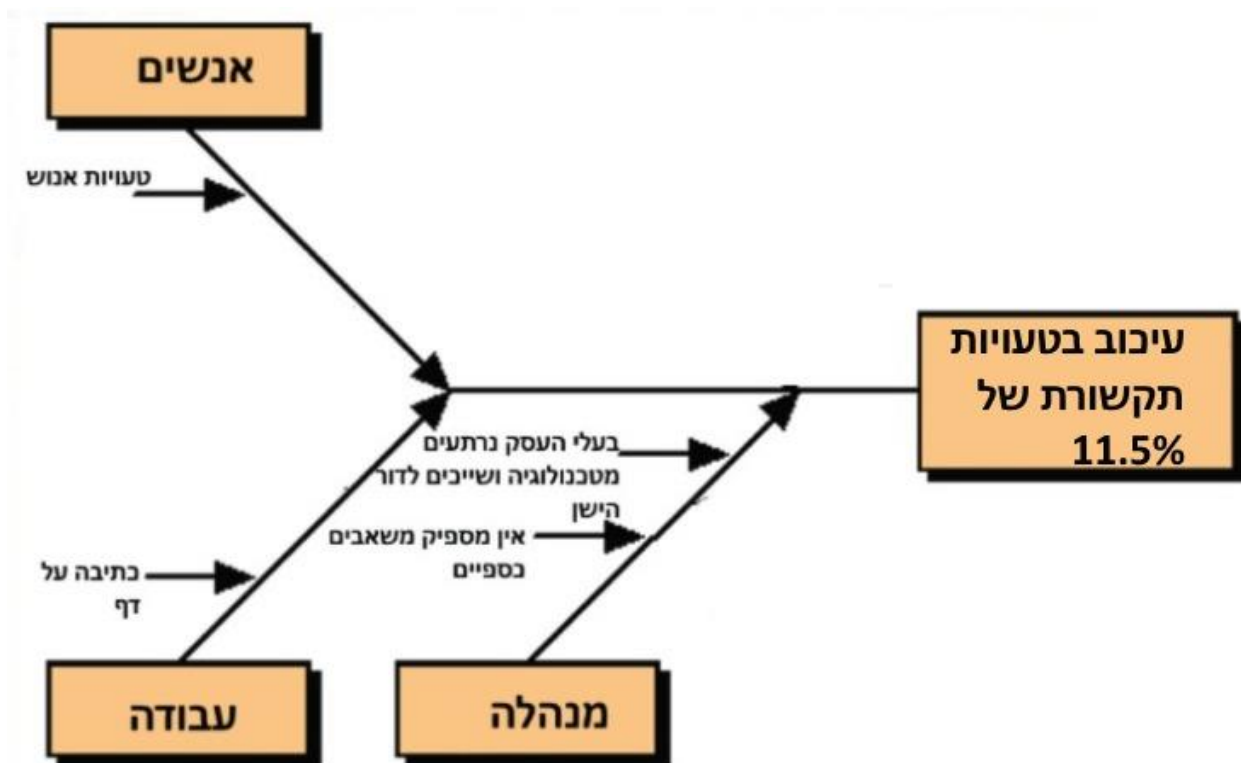 אנשים
טעויות אנוש
עיכוב בטעויות
תקשורת של
11.5%
בעלי העסק נרתעים
מטכנולוגיה ושייכים לדור
הישן
אין מספיק משאבים
כספיים
כתיבה על
דף
עבודה
מנהלה